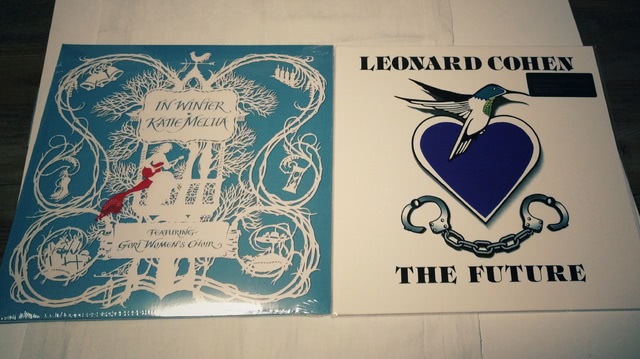 IN WINTER
KATIE MELUA
FEATURING
GORI WOMEN'S CHOIR
LEONARD COHEN
THE FUTURE